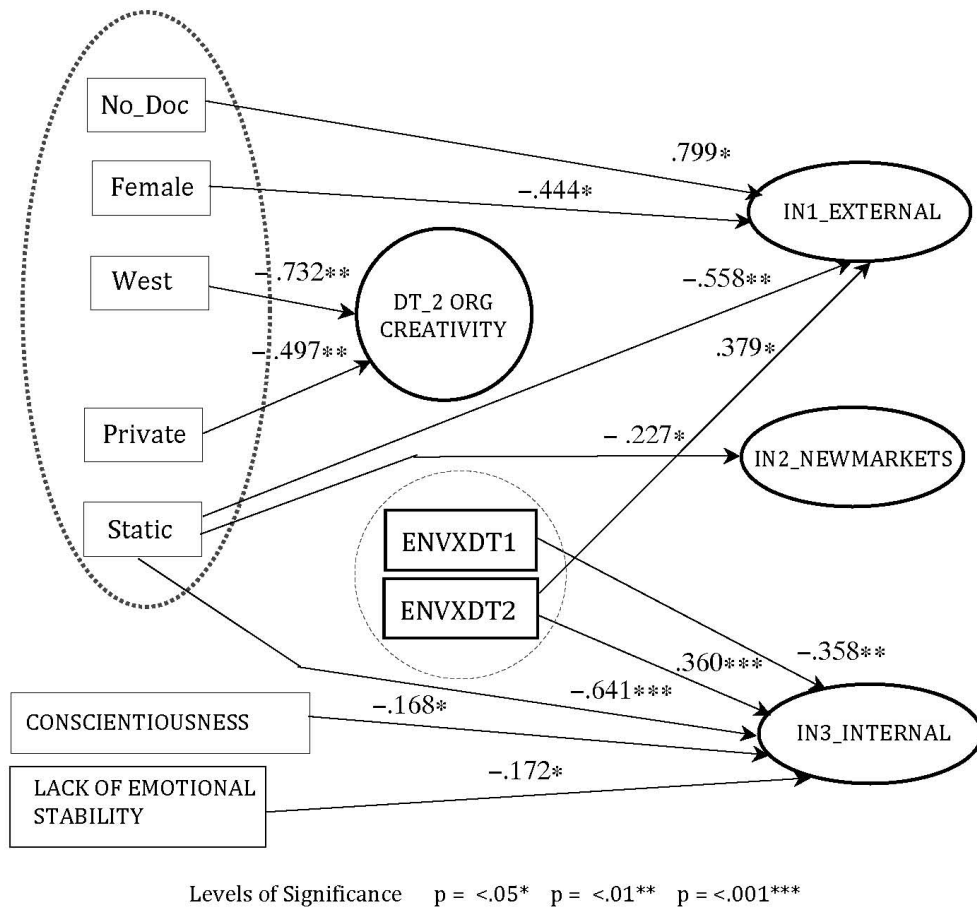 No_Doc
.799*
Female
–.444*
IN1_EXTERNAL
West
– .732**
–.558**
DT_2 ORG
CREATIVITY
.379*
– .497**
Private
– .227*
IN2_NEWMARKETS
Static
ENVXDT1
ENVXDT2
–.358**
.360***
–.641***
–.168*
CONSCIENTIOUSNESS
IN3_INTERNAL
–.172*
LACK OF EMOTIONAL
STABILITY
Levels of Significance p = <.05* p = <.01** p =<.001***